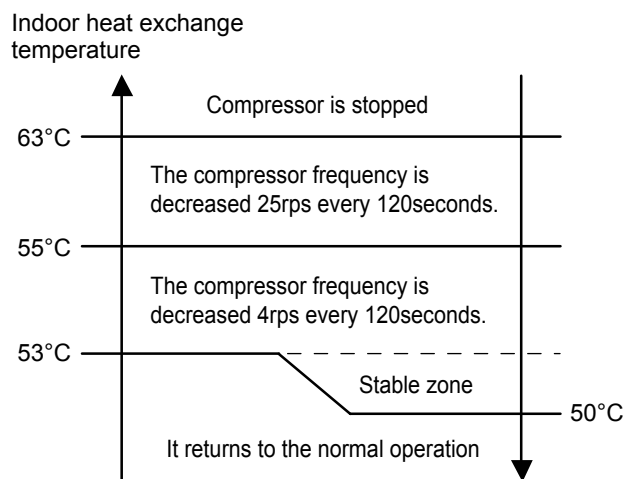 Indoor heat exchange
temperature
Compressor is stopped
63°C
The compressor frequency is
decreased 25rps every 120seconds.
55°C
The compressor frequency is
decreased 4rps every 120seconds.
53°C
Stable zone
50°C
It returns to the normal operation